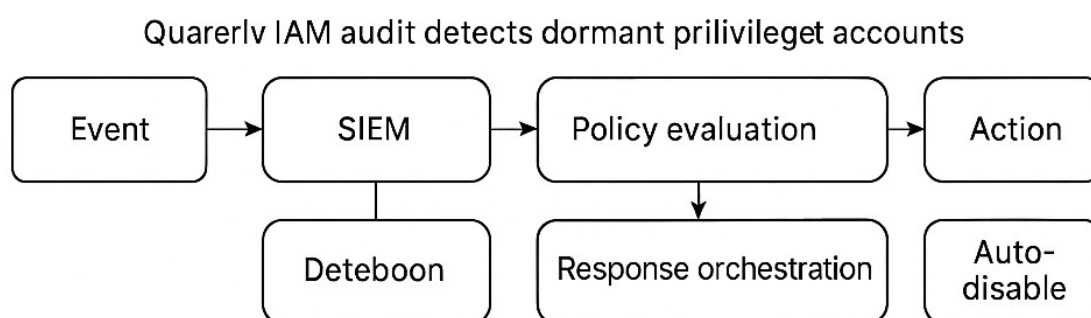 Quarerlv IAM audit detects dormant prilivileget accounts
Event
SIEM
Policy evaluation
Action
Deteboon
Response orchestration
Auto-
disable